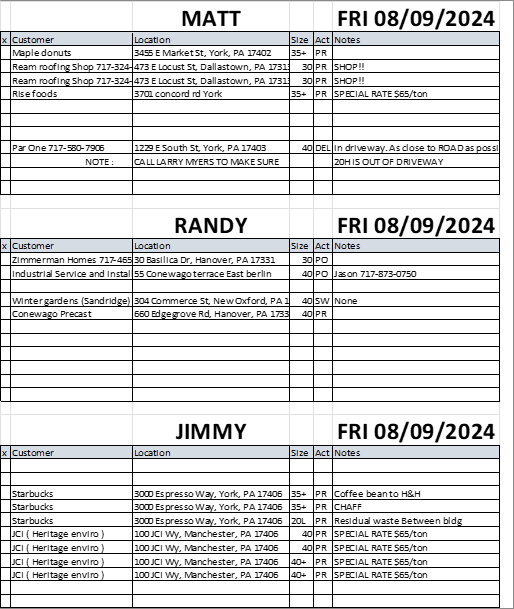 MATT FRI 08/09/2024
x Customer Location Size Act Notes
Maple donuts 3455 E Market St, York, PA 17402 35+ PR
Ream roofing Shop 717-324- 473 E Locust St, Dallastown, PA 1731 30 PR SHOP!!
Ream roofing Shop 717-324- 473 E Locust St, Dallastown, PA 1731 30 PR SHOP!!
Rise foods 3701 concord rd York 35+ PR SPECIAL RATE $65/ton
Par One 717-580-7906 1229 E South St, York, PA 17403 40 DEL In driveway. As close to ROAD as possi
NOTE : CALL LARRY MYERS TO MAKE SURE 20H IS OUT OF DRIVEWAY
RANDY FRI 08/09/2024
x Customer Location Size Act Notes
Zimmerman Homes 717-465 30 Basilica Dr, Hanover, PA 17331 30 PO
Industrial Service and Install 55 Conewago terrace East berlin 40 PO Jason 717-873-0750
Winter gardens (Sandridge) 304 Commerce St, New Oxford, PA 1 40 SW None
Conewago Precast 660 Edgegrove Rd, Hanover, PA 1733 40 PR
JIMMY FRI 08/09/2024
x Customer Location Size Act Notes
Starbucks 3000 Espresso Way, York, PA 17406 35+ PR Coffee bean to H&H
Starbucks 3000 Espresso Way, York, PA 17406 35+ PR CHAFF
Starbucks 3000 Espresso Way, York, PA 17406 20L PR Residual waste Between bldg
JCI ( Heritage enviro ) 100 JCI Wy, Manchester, PA 17406 40 PR SPECIAL RATE $65/ton
JCI ( Heritage enviro ) 100 JCI Wy, Manchester, PA 17406 40 PR SPECIAL RATE $65/ton
JCI ( Heritage enviro ) 100 JCI Wy, Manchester, PA 17406 40+ PR SPECIAL RATE $65/ton
JCI ( Heritage enviro ) 100 JCI Wy, Manchester, PA 17406 40+ PR SPECIAL RATE $65/ton